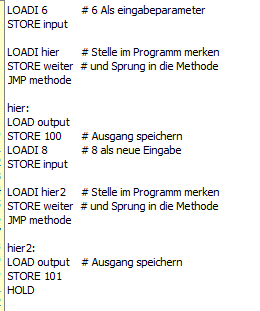 LOADI 6 # 6 Als eingabeparameter
STORE input
LOADI hier # Stelle im Programm merken
STORE weiter # und Sprung in die Methode
JMP methode
hier:
LOAD output
STORE 100 # Ausgang speichern
LOADI 8 # 8 als neue Eingabe
STORE input
LOADI hier2 # Stelle im Programm merken
STORE weiter # und Sprung in die Methode
JMP methode
hier2:
LOAD output # Ausgang speichern
STORE 101
HOLD